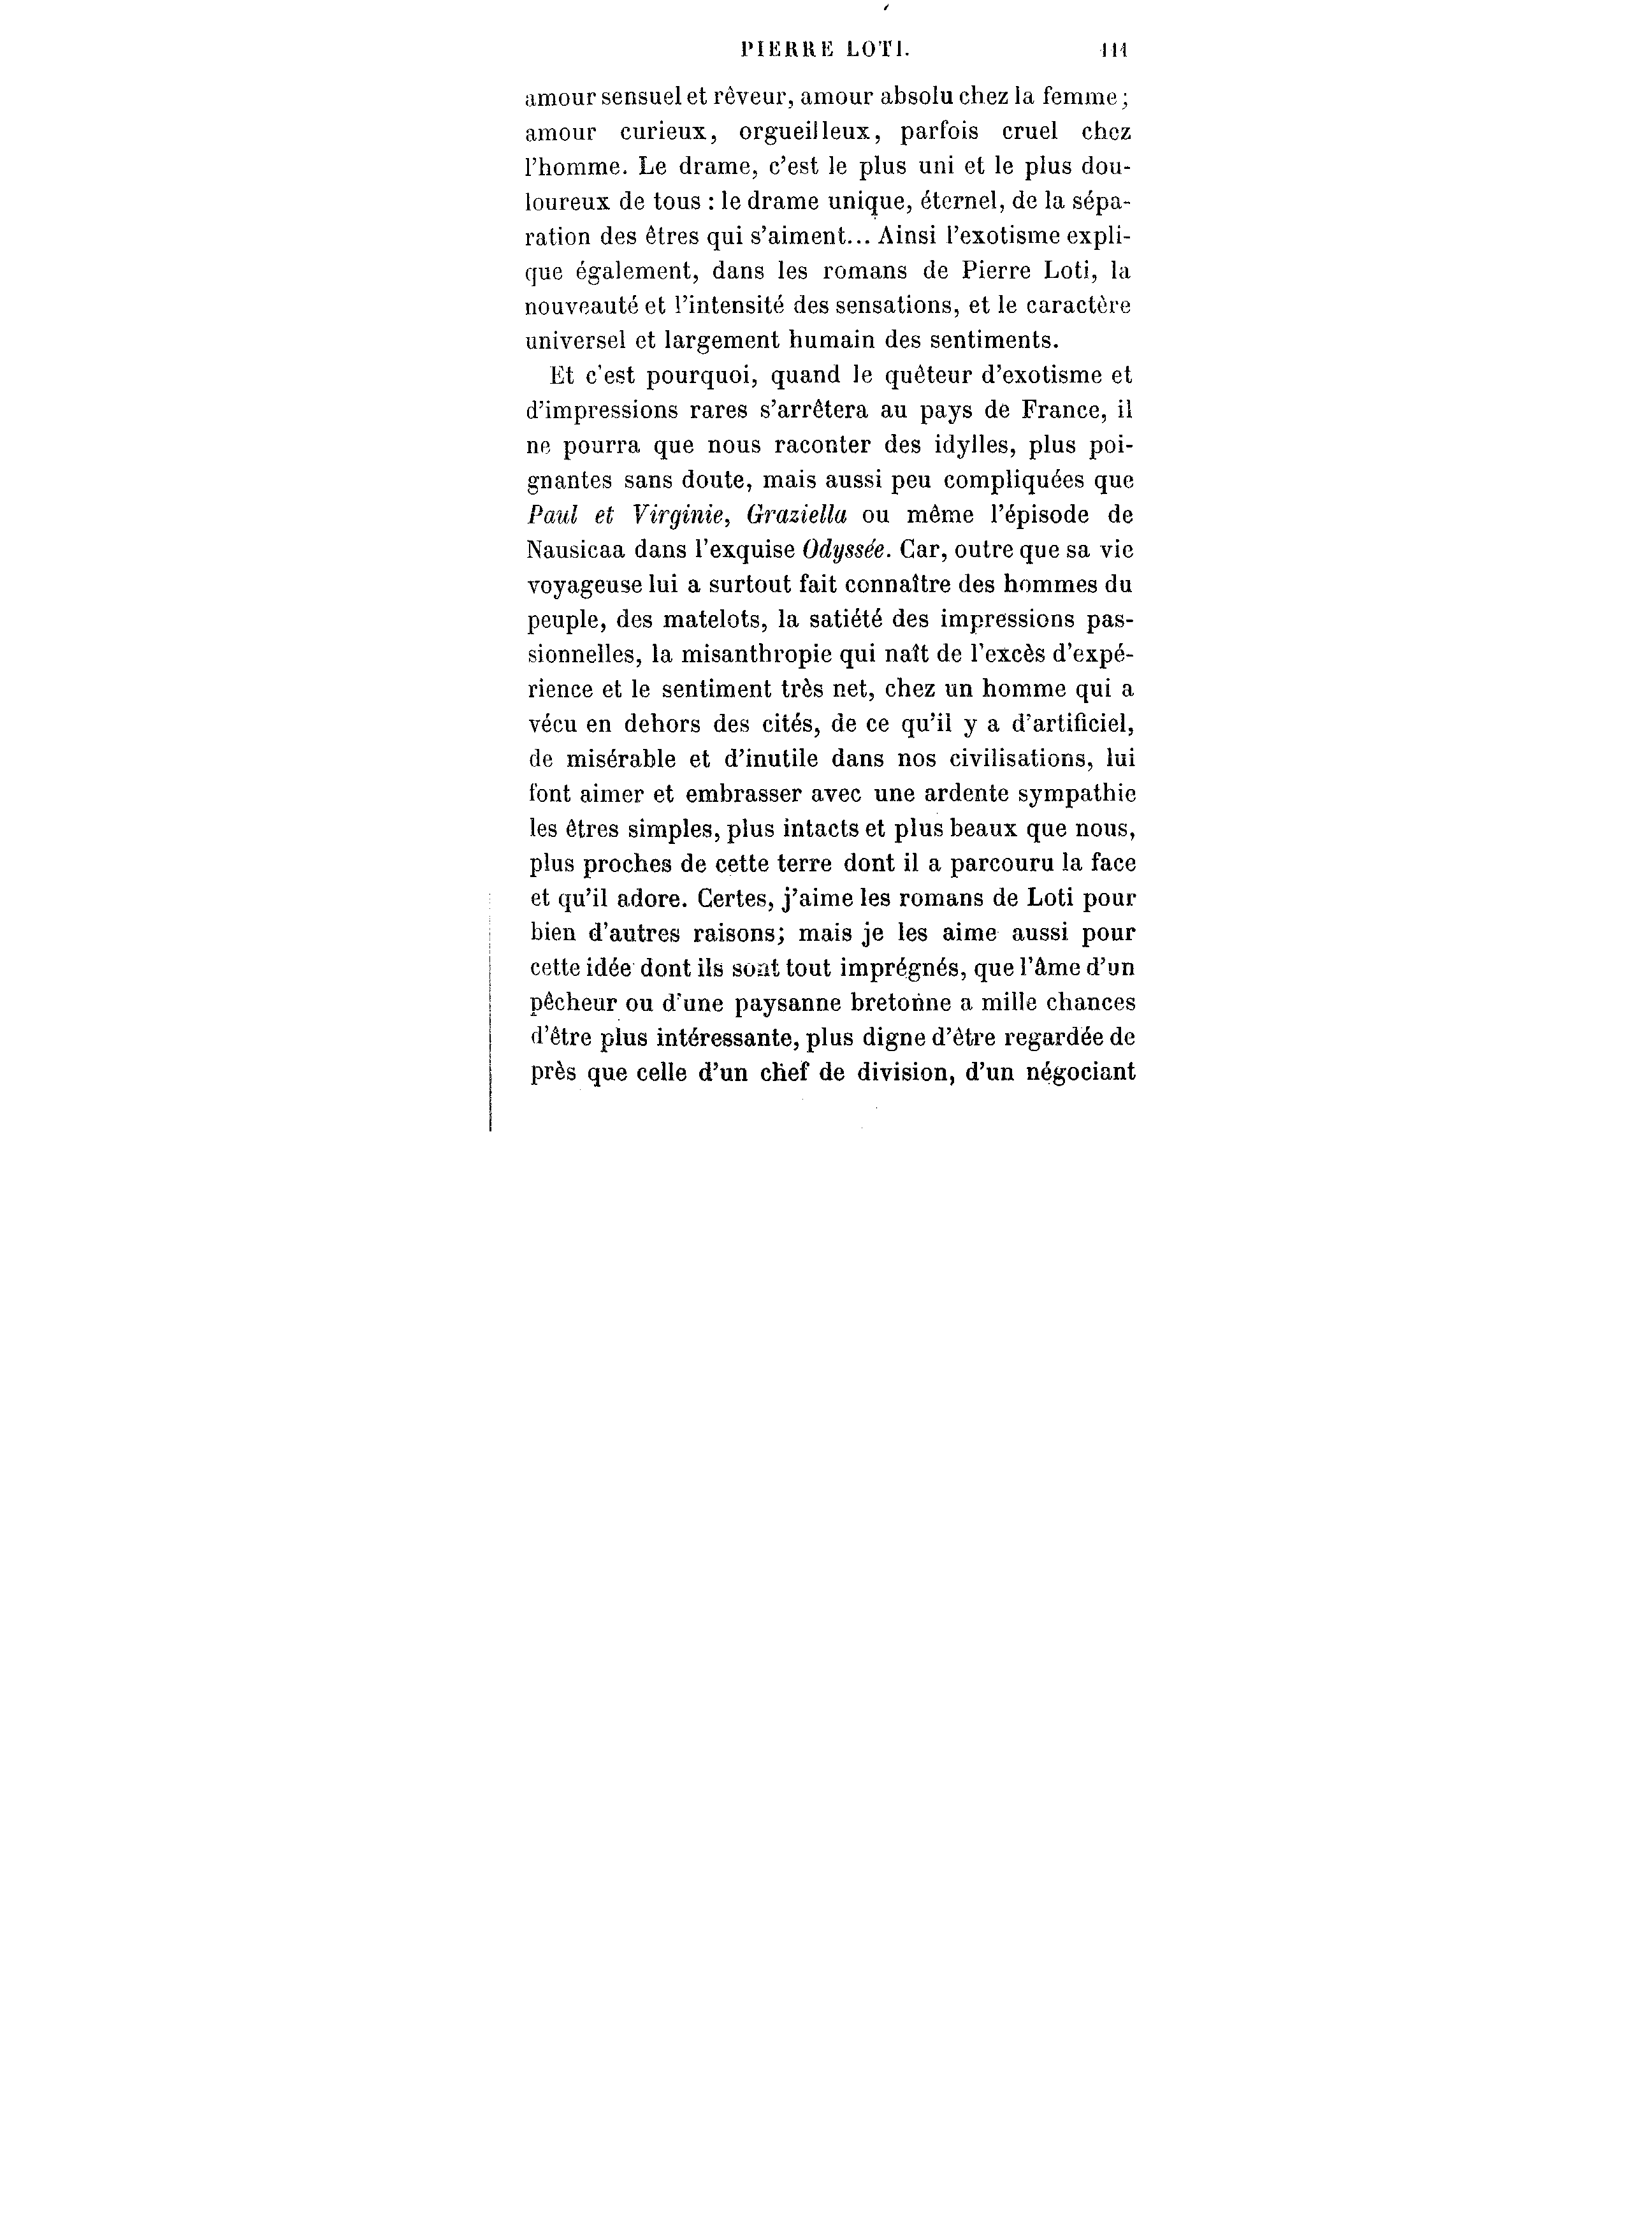 PIERRE LOTI. 111
amour sensuel et rêveur, amour absolu chez la femme ;
amour curieux, orgueilleux, parfois cruel chez
l'homme. Le drame, c'est le plus uni et le plus dou-
loureux de tous : le drame unique, éternel, de la sépa-
ration des êtres qui s'aiment... Ainsi l'exotisme expli-
que également, dans les romans de Pierre Loti, la
nouveauté et l'intensité des sensations, et le caractère
universel et largement humain des sentiments.
Et c'est pourquoi, quand le quêteur d'exotisme et
d'impressions rares s'arrêtera au pays de France, il
ne pourra que nous raconter des idylles, plus poi-
gnantes sans doute, mais aussi peu compliquées que
Paul et Virginie, Graziella ou même l'épisode de
Nausicaa dans l'exquise Odyssée. Car, outre que sa vie
voyageuse lui a surtout fait connaître des hommes du
peuple, des matelots, la satiété des impressions pas-
sionnelles, la misanthropie qui naît de l'excès d'expé-
rience et le sentiment très net, chez un homme qui a
vécu en dehors des cités, de ce qu'il y a d'artificiel,
de misérable et d'inutile dans nos civilisations, lui
font aimer et embrasser avec une ardente sympathie
les êtres simples, plus intacts et plus beaux que nous,
plus proches de cette terre dont il a parcouru la face
et qu'il adore. Certes, j'aime les romans de Loti pour
bien d'autres raisons; mais je les aime aussi pour
cette idée dont ils sont tout imprégnés, que l'âme d'un
pêcheur ou d'une paysanne bretonne a mille chances
d'être plus intéressante, plus digne d'être regardée de
près que celle d'un chef de division, d'un négociant